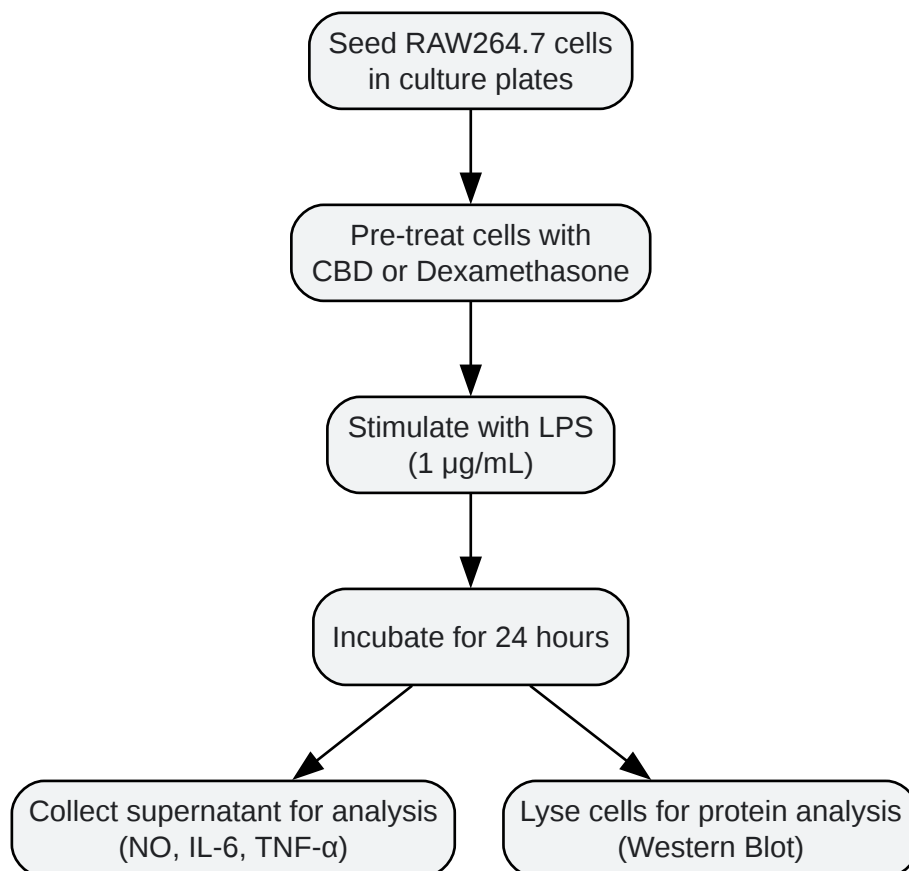 Seed RAW264.7 cells
in culture plates
Pre-treat cells with
CBD or Dexamethasone
Stimulate with LPS
(1 μg/mL)
Incubate for 24 hours
Collect supernatant for analysis
(NO, IL-6, TNF-α)
Lyse cells for protein analysis
(Western Blot)